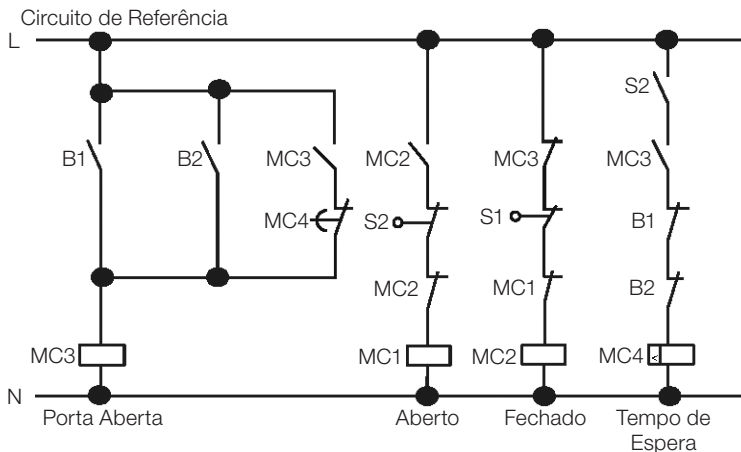 Circuito de Referência
L
S2
B1
B2
MC3
MC2
MC3
MC3
MC4
S2
S1
B1
MC2
MC1
B2
MC3
MC1
MC2
MC4
<
N
Porta Aberta
Aberto
Fechado
Tempo de
Espera